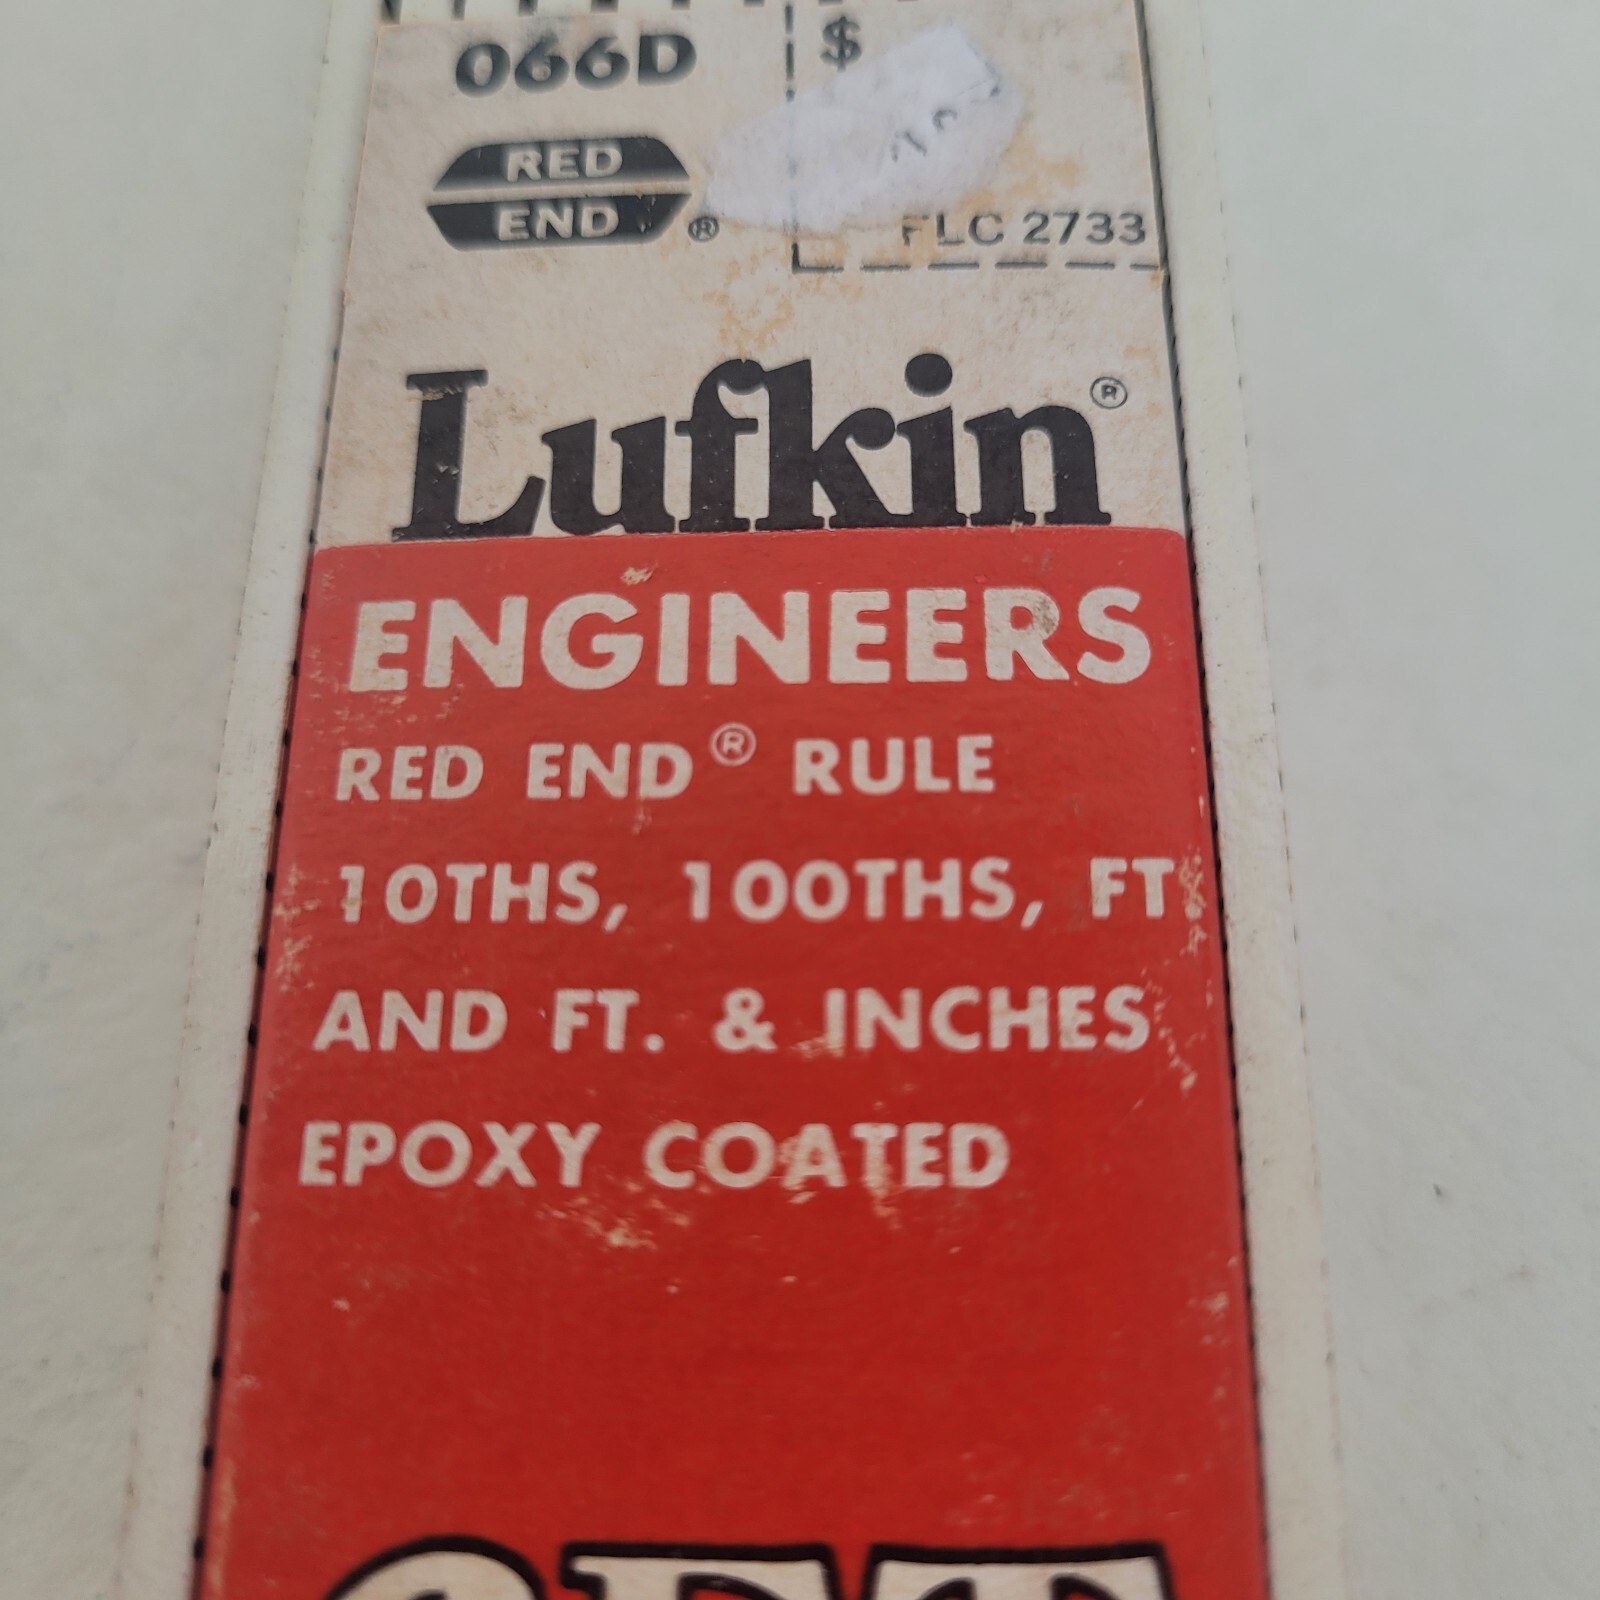 066D $
RED
END ®
FLC 2733
Lufkin ®
ENGINEERS
RED END® RULE
10THS, 100THS, FT.
AND FT. & INCHES
EPOXY COATED